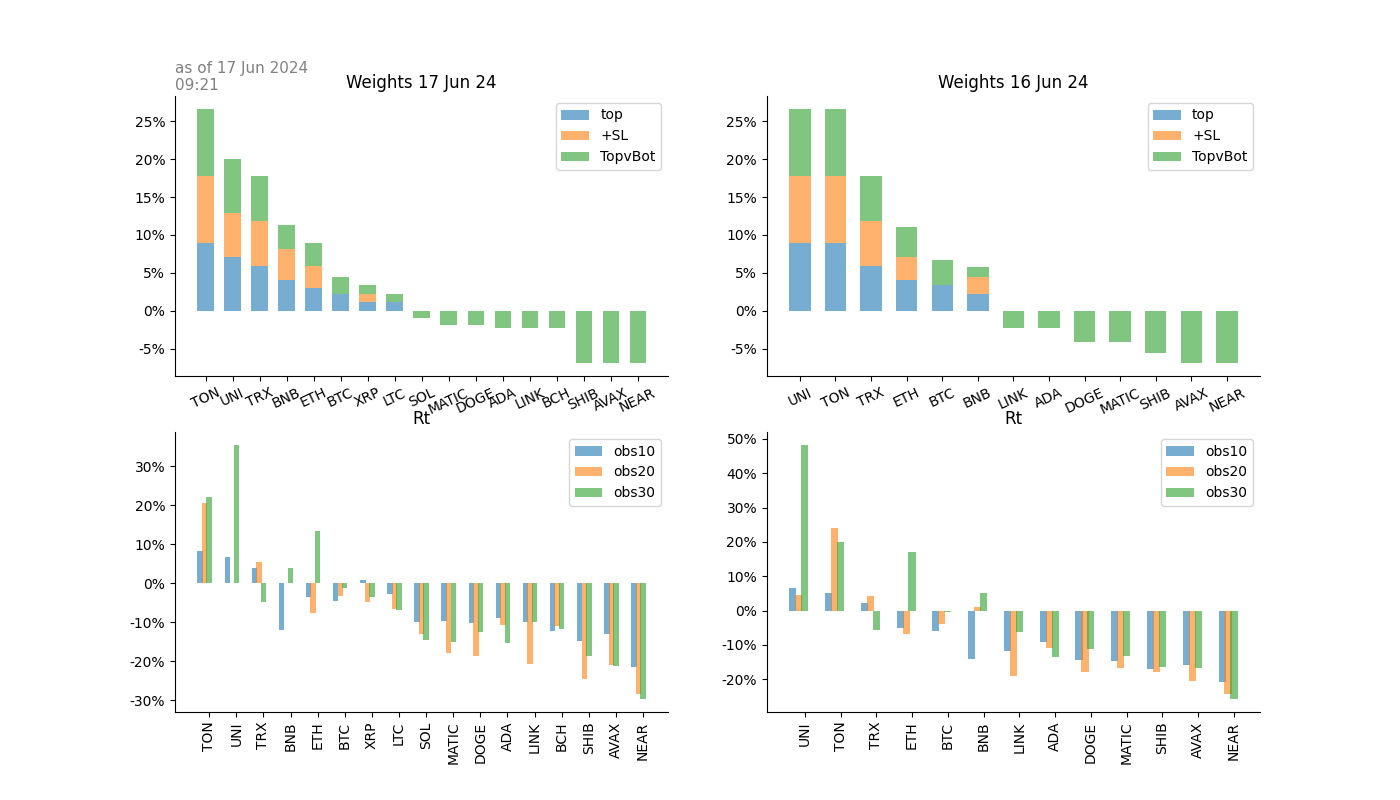 as of 17 Jun 2024
09:21
Weights 17 Jun 24
25%
20%
15%
10%
5%
0%
-5%
top
+SL
TopvBot
TON UNI TRX BNB ETH BTC XRP LTC SOL MATIC DOGE ADA LINK BCH SHIB AVAX NEAR
Weights 16 Jun 24
25%
20%
15%
10%
5%
0%
-5%
top
+SL
TopvBot
UNI TON TRX ETH BTC BNB LINK ADA DOGE MATIC SHIB AVAX NEAR
Rt
30%
20%
10%
0%
-10%
-20%
-30%
obs10
obs20
obs30
TON UNI TRX BNB ETH BTC XRP LTC SOL MATIC DOGE ADA LINK BCH SHIB AVAX NEAR
Rt
50%
40%
30%
20%
10%
0%
-10%
-20%
obs10
obs20
obs30
UNI TON TRX ETH BTC BNB LINK ADA DOGE MATIC SHIB AVAX NEAR